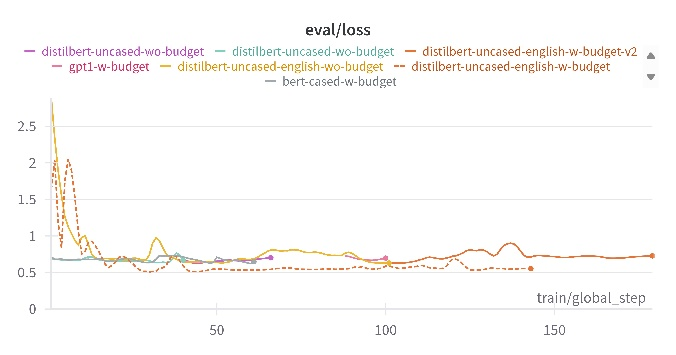 eval/loss
distilbert-uncased-wo-budget distilbert-uncased-wo-budget distilbert-uncased-english-w-budget-v2
gpt1-w-budget distilbert-uncased-english-wo-budget distilbert-uncased-english-w-budget
bert-cased-w-budget
2.5
2
1.5
1
0.5
0
train/global_step
50 100 150